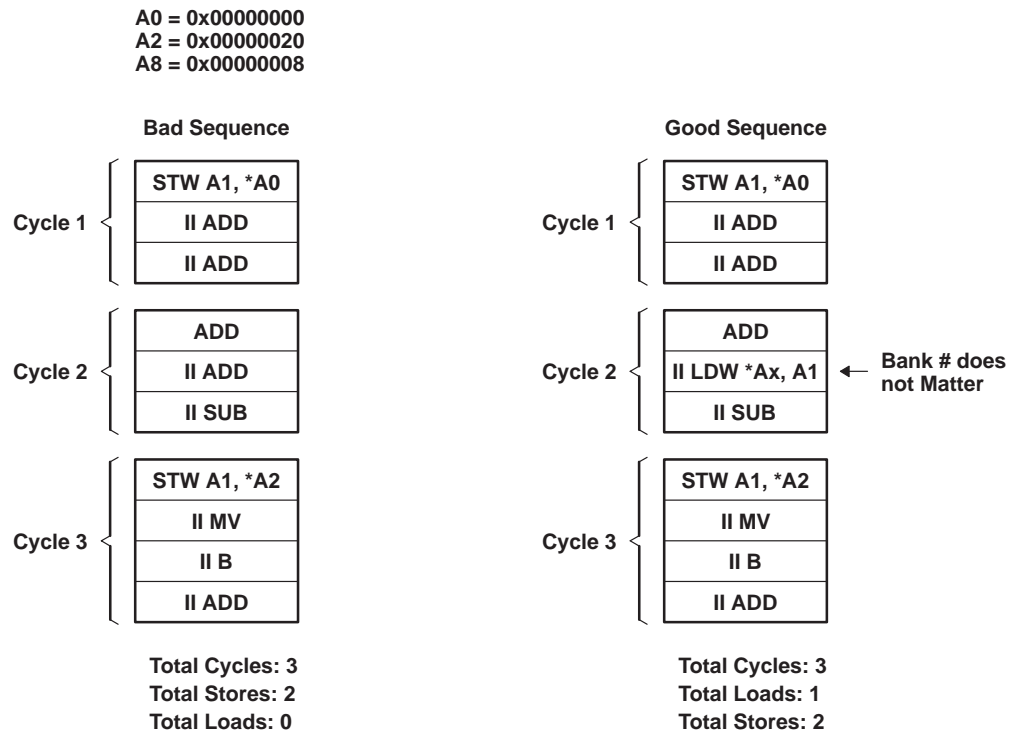 A0 = 0x00000000
A2 = 0x00000020
A8 = 0x00000008
Bad Sequence
Cycle 1
STW A1, *A0
II ADD
II ADD
Cycle 2
ADD
II ADD
II SUB
Cycle 3
STW A1, *A2
II MV
II B
II ADD
Total Cycles: 3
Total Stores: 2
Total Loads: 0
Good Sequence
Cycle 1
STW A1, *A0
II ADD
II ADD
Cycle 2
ADD
II LDW *Ax, A1
II SUB
Bank # does
not Matter
Cycle 3
STW A1, *A2
II MV
II B
II ADD
Total Cycles: 3
Total Loads: 1
Total Stores: 2